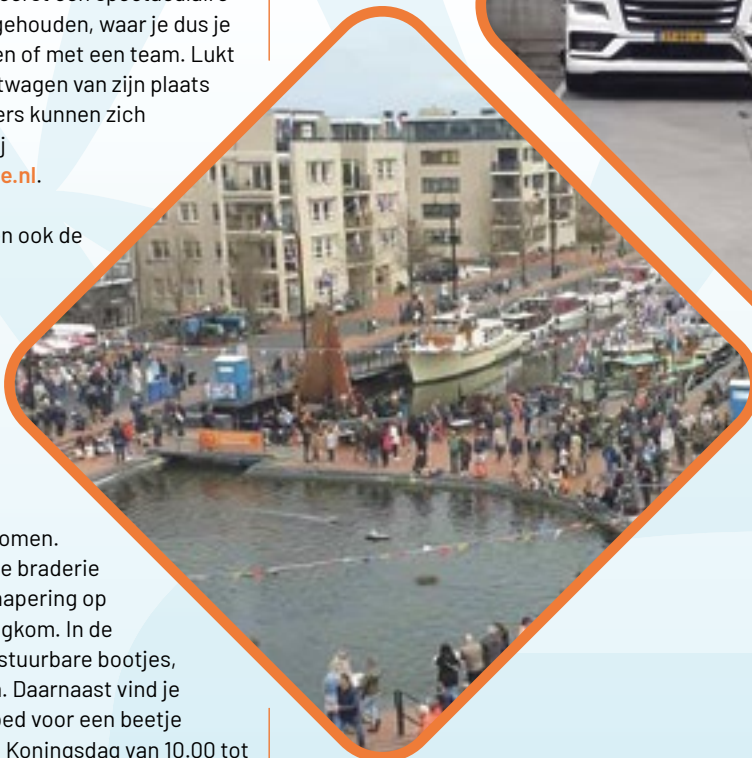 gehouden, waar je dus je
en of met een team. Lukt
twagen van zijn plaats
ers kunnen zich
j
e.nl.
n ook de
omen.
e braderie
napering op
gkom. In de
stuurbare bootjes,
. Daarnaast vind je
oed voor een beetje
Koningsdag van 10.00 tot